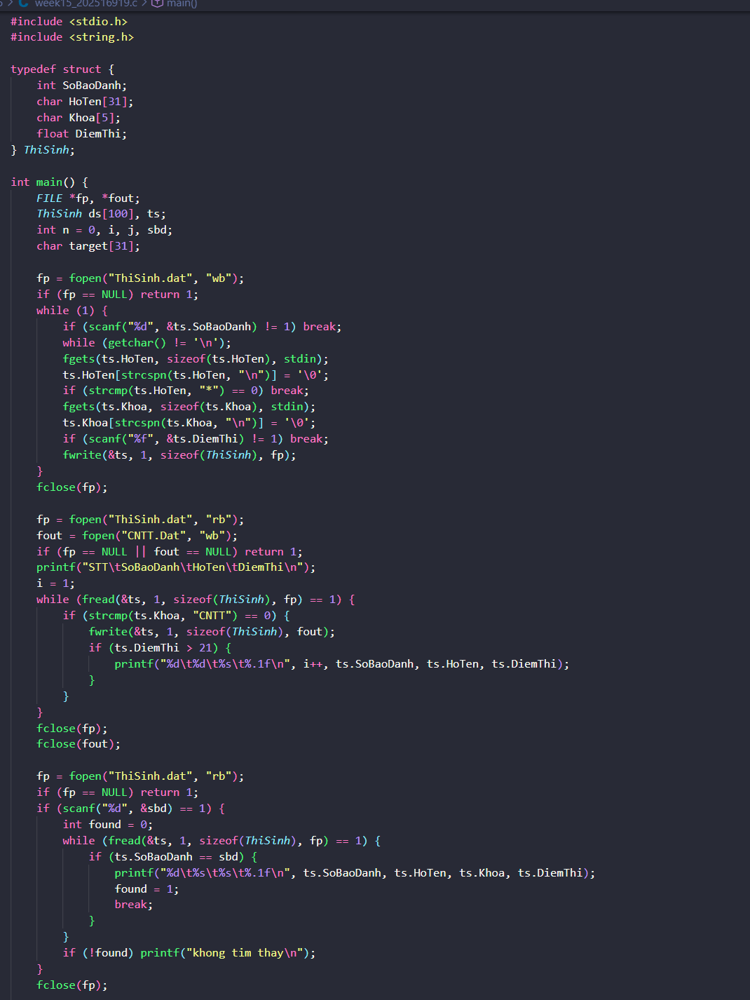 week15_202516919.c > main()
#include <stdio.h>
#include <string.h>
typedef struct {
    int SoBaoDanh;
    char HoTen[31];
    char Khoa[5];
    float DiemThi;
} ThiSinh;
int main() {
    FILE *fp, *fout;
    ThiSinh ds[100], ts;
    int n = 0, i, j, sbd;
    char target[31];
    fp = fopen("ThiSinh.dat", "wb");
    if (fp == NULL) return 1;
    while (1) {
        if (scanf("%d", &ts.SoBaoDanh) != 1) break;
        while (getchar() != '\n');
        fgets(ts.HoTen, sizeof(ts.HoTen), stdin);
        ts.HoTen[strcspn(ts.HoTen, "\n")] = '\0';
        if (strcmp(ts.HoTen, "*") == 0) break;
        fgets(ts.Khoa, sizeof(ts.Khoa), stdin);
        ts.Khoa[strcspn(ts.Khoa, "\n")] = '\0';
        if (scanf("%f", &ts.DiemThi) != 1) break;
        fwrite(&ts, 1, sizeof(ThiSinh), fp);
    }
    fclose(fp);
    fp = fopen("ThiSinh.dat", "rb");
    fout = fopen("CNTT.Dat", "wb");
    if (fp == NULL || fout == NULL) return 1;
    printf("STT\tSoBaoDanh\tHoTen\tDiemThi\n");
    i = 1;
    while (fread(&ts, 1, sizeof(ThiSinh), fp) == 1) {
        if (strcmp(ts.Khoa, "CNTT") == 0) {
            fwrite(&ts, 1, sizeof(ThiSinh), fout);
            if (ts.DiemThi > 21) {
                printf("%d\t%d\t%s\t%.1f\n", i++, ts.SoBaoDanh, ts.HoTen, ts.DiemThi);
            }
        }
    }
    fclose(fp);
    fclose(fout);
    fp = fopen("ThiSinh.dat", "rb");
    if (fp == NULL) return 1;
    if (scanf("%d", &sbd) == 1) {
        int found = 0;
        while (fread(&ts, 1, sizeof(ThiSinh), fp) == 1) {
            if (ts.SoBaoDanh == sbd) {
                printf("%d\t%s\t%s\t%.1f\n", ts.SoBaoDanh, ts.HoTen, ts.Khoa, ts.DiemThi);
                found = 1;
                break;
            }
        }
        if (!found) printf("khong tim thay\n");
    }
    fclose(fp);